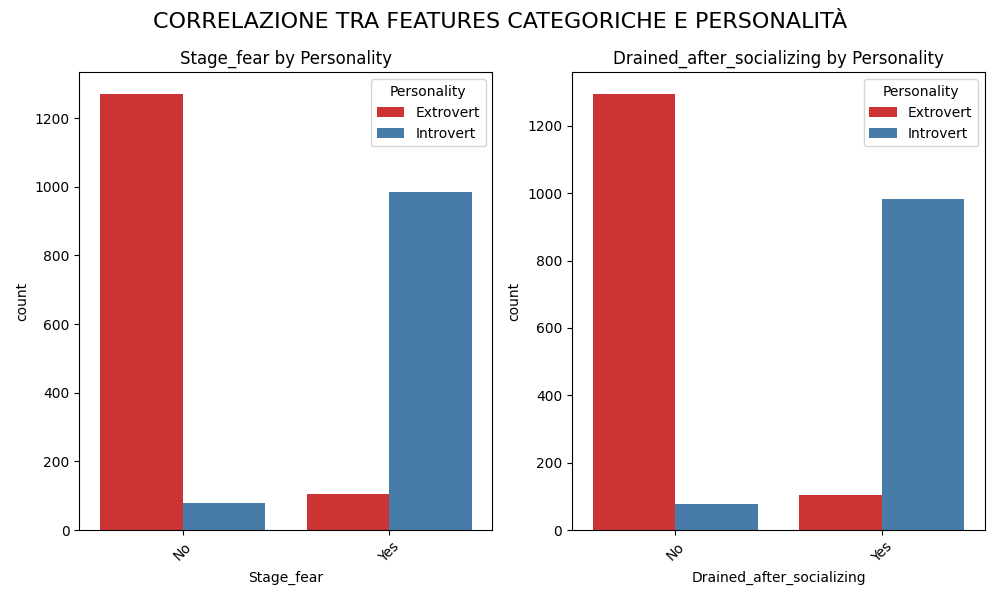 CORRELAZIONE TRA FEATURES CATEGORICHE E PERSONALITÀ
Stage_fear by Personality
Personality
Extrovert
Introvert
count
1200
1000
800
600
400
200
0
No
Yes
Stage_fear
Drained_after_socializing by Personality
Personality
Extrovert
Introvert
count
1200
1000
800
600
400
200
0
No
Yes
Drained_after_socializing